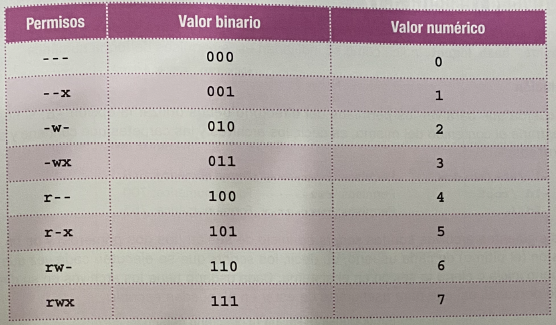 Permisos Valor binario Valor numérico
--- 000 0
--x 001 1
-w- 010 2
-wx 011 3
r-- 100 4
r-x 101 5
rw- 110 6
rwx 111 7